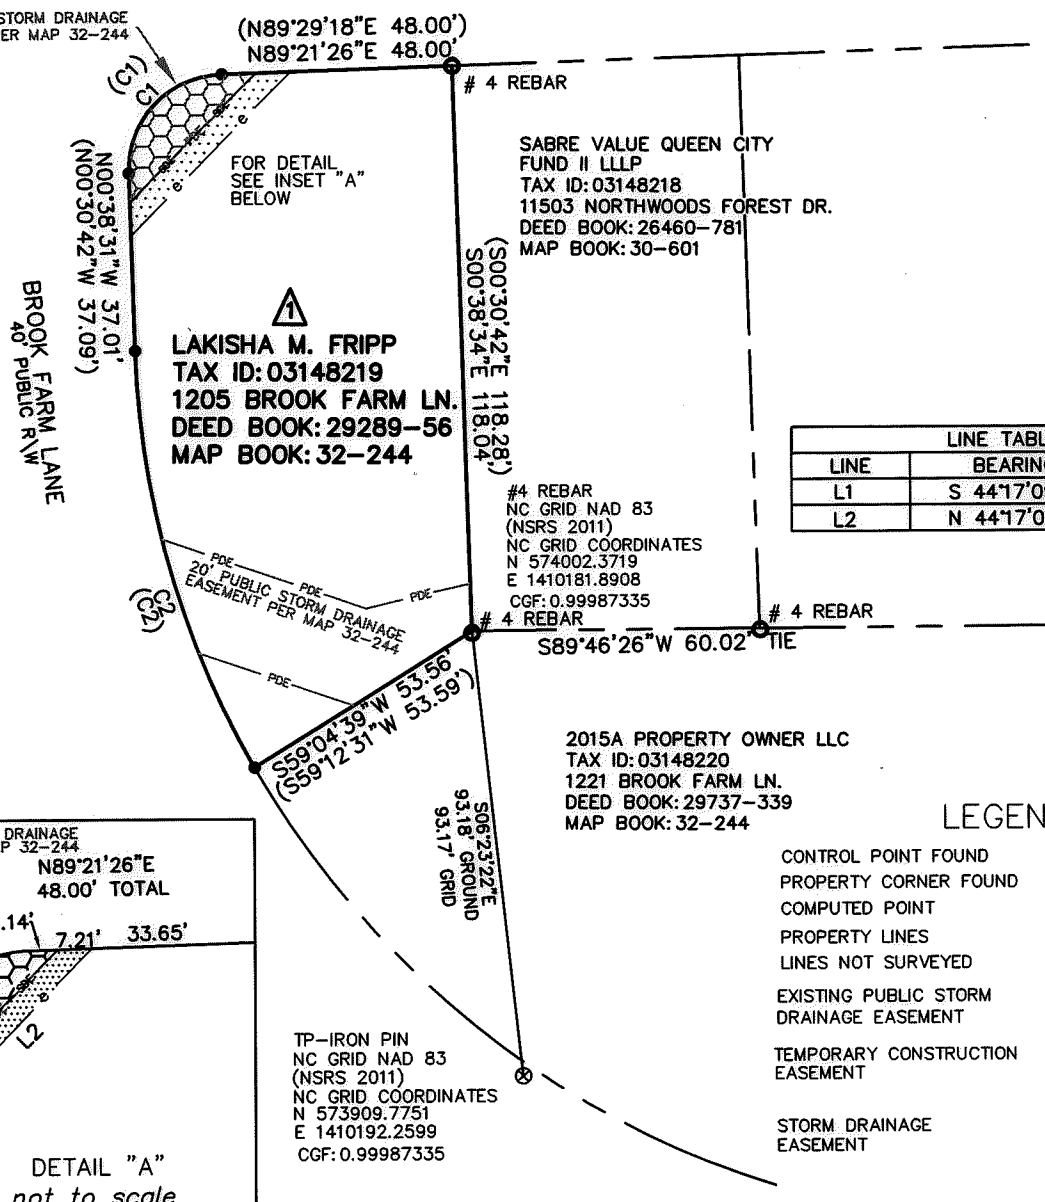 STORM DRAINAGE
PER MAP 32-244
(N89°29'18"E 48.00')
N89°21'26"E 48.00'
# 4 REBAR
(C1)
C1
SDE
SDE
e
e
FOR DETAIL
SEE INSET "A"
BELOW
SABRE VALUE QUEEN CITY
FUND II LLLP
TAX ID: 03148218
11503 NORTHWOODS FOREST DR.
DEED BOOK: 26460-781
MAP BOOK: 30-601
N00°38'31"W 37.01'
(N00°30'42"W 37.09')
BROOK FARM LANE
40' PUBLIC R\W
(S00°30'42"E 118.28')
S00°38'34"E 118.04'
1
LAKISHA M. FRIPP
TAX ID: 03148219
1205 BROOK FARM LN.
DEED BOOK: 29289-56
MAP BOOK: 32-244
LINE TABL
LINE BEARING
L1 S 44°17'0
L2 N 44°17'0
#4 REBAR
NC GRID NAD 83
(NSRS 2011)
NC GRID COORDINATES
N 574002.3719
E 1410181.8908
CGF: 0.99987335
# 4 REBAR
# 4 REBAR
S89°46'26"W 60.02' TIE
PDE
PDE
PDE
20' PUBLIC STORM DRAINAGE
EASEMENT PER MAP 32-244
PDE
C2
(C2)
S59°04'39"W 53.56'
(S59°12'31"W 53.59')
S06°23'22"E
93.18' GROUND
93.17' GRID
2015A PROPERTY OWNER LLC
TAX ID: 03148220
1221 BROOK FARM LN.
DEED BOOK: 29737-339
MAP BOOK: 32-244
LEGEN
CONTROL POINT FOUND
PROPERTY CORNER FOUND
COMPUTED POINT
PROPERTY LINES
LINES NOT SURVEYED
EXISTING PUBLIC STORM
DRAINAGE EASEMENT
TEMPORARY CONSTRUCTION
EASEMENT
STORM DRAINAGE
EASEMENT
DRAINAGE
P 32-244
N89°21'26"E
48.00' TOTAL
.14'
7.21' 33.65'
SDE
e
L2
DETAIL "A"
not to scale
TP-IRON PIN
NC GRID NAD 83
(NSRS 2011)
NC GRID COORDINATES
N 573909.7751
E 1410192.2599
CGF: 0.99987335